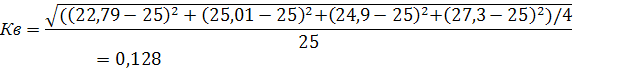 Кв = √((22,79 − 25)² + (25,01 − 25)²+(24,9 − 25)²+(27,3 − 25)²)/4
25
= 0,128